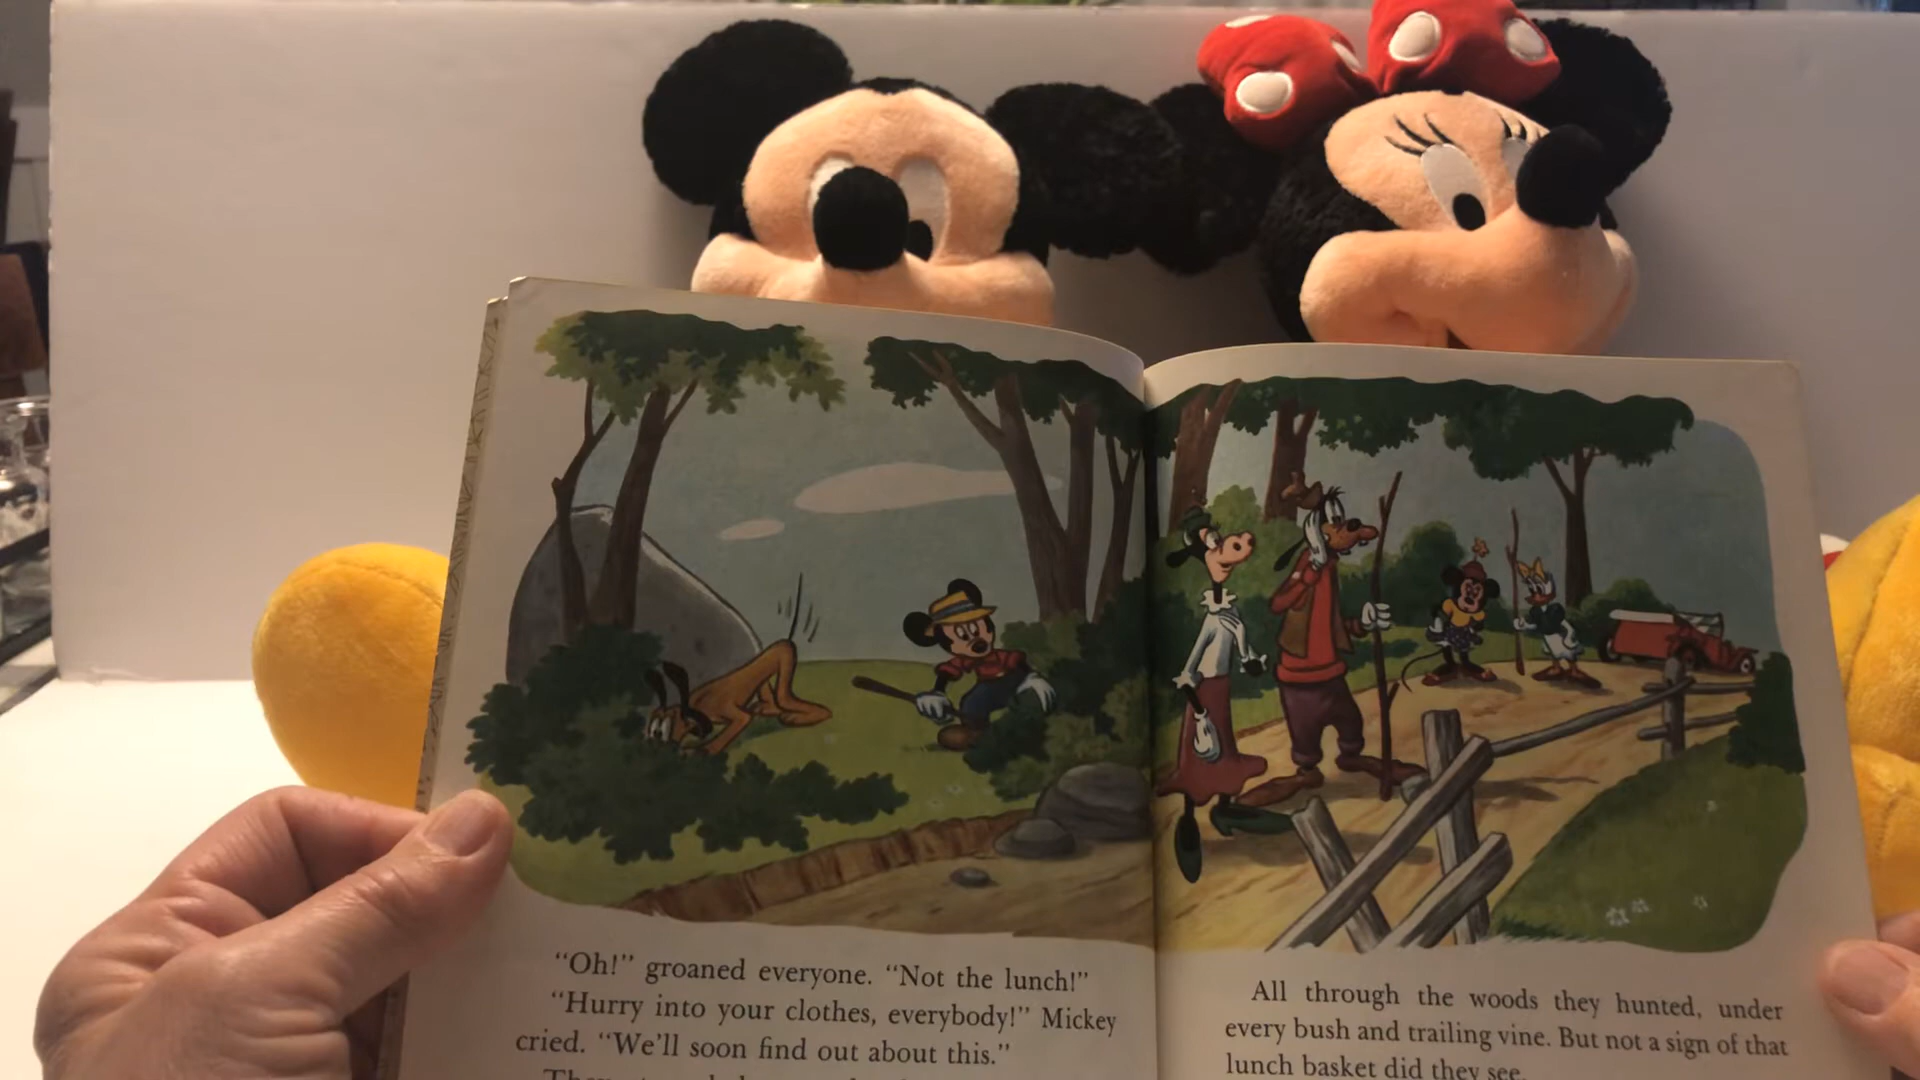 "Oh!" groaned everyone. "Not the lunch!"
"Hurry into your clothes, everybody!" Mickey
cried. "We'll soon find out about this."
All through the woods they hunted, under
every bush and trailing vine. But not a sign of that
lunch basket did they see.